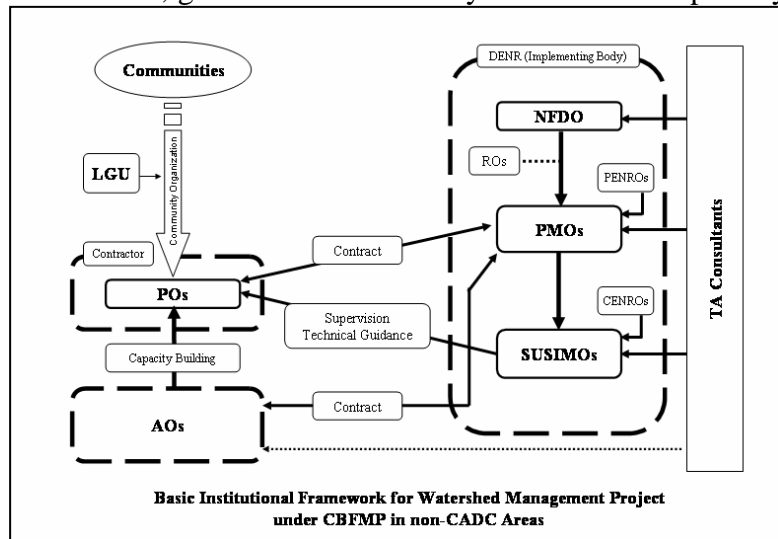 Communities
LGU
Community Organization
Contractor
POs
Capacity Building
AOs
Contract
Supervision
Technical Guidance
Contract
DENR (Implementing Body)
NFDO
ROs
PENROs
PMOs
CENROs
SUSIMOs
TA Consultants
Basic Institutional Framework for Watershed Management Project
under CBFMP in non-CADC Areas